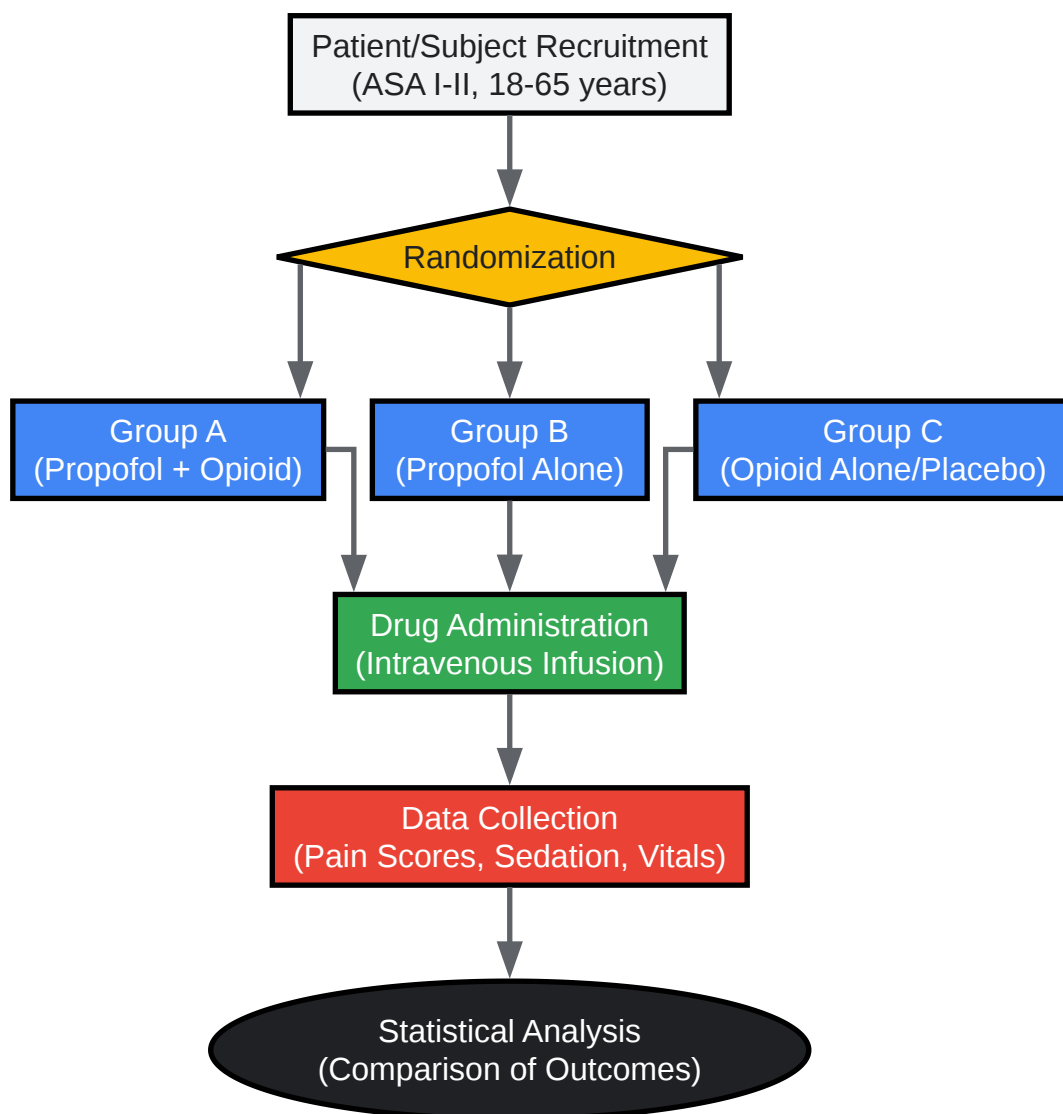 Patient/Subject Recruitment
(ASA I-II, 18-65 years)
Randomization
Group A
(Propofol + Opioid)
Group B
(Propofol Alone)
Group C
(Opioid Alone/Placebo)
Drug Administration
(Intravenous Infusion)
Data Collection
(Pain Scores, Sedation, Vitals)
Statistical Analysis
(Comparison of Outcomes)